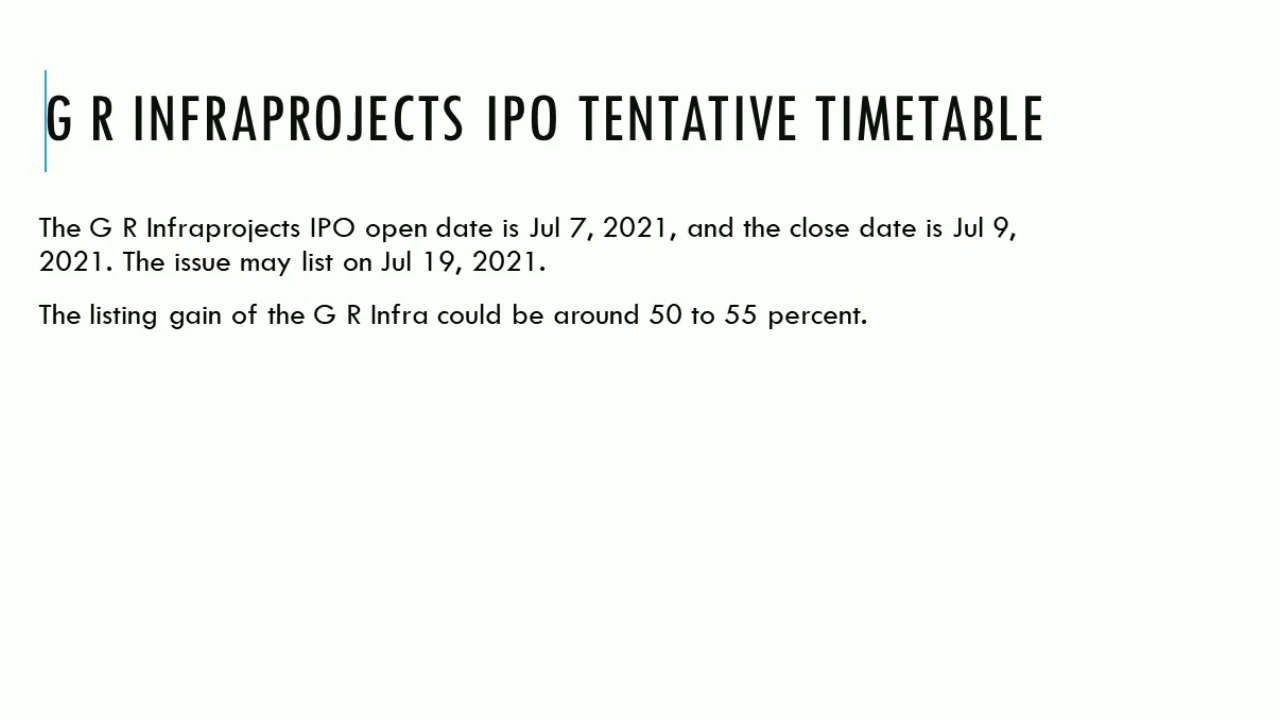 G R INFRAPROJECTS IPO TENTATIVE TIMETABLE
The G R Infraprojects IPO open date is Jul 7, 2021, and the close date is Jul 9,
2021. The issue may list on Jul 19, 2021.
The listing gain of the G R Infra could be around 50 to 55 percent.